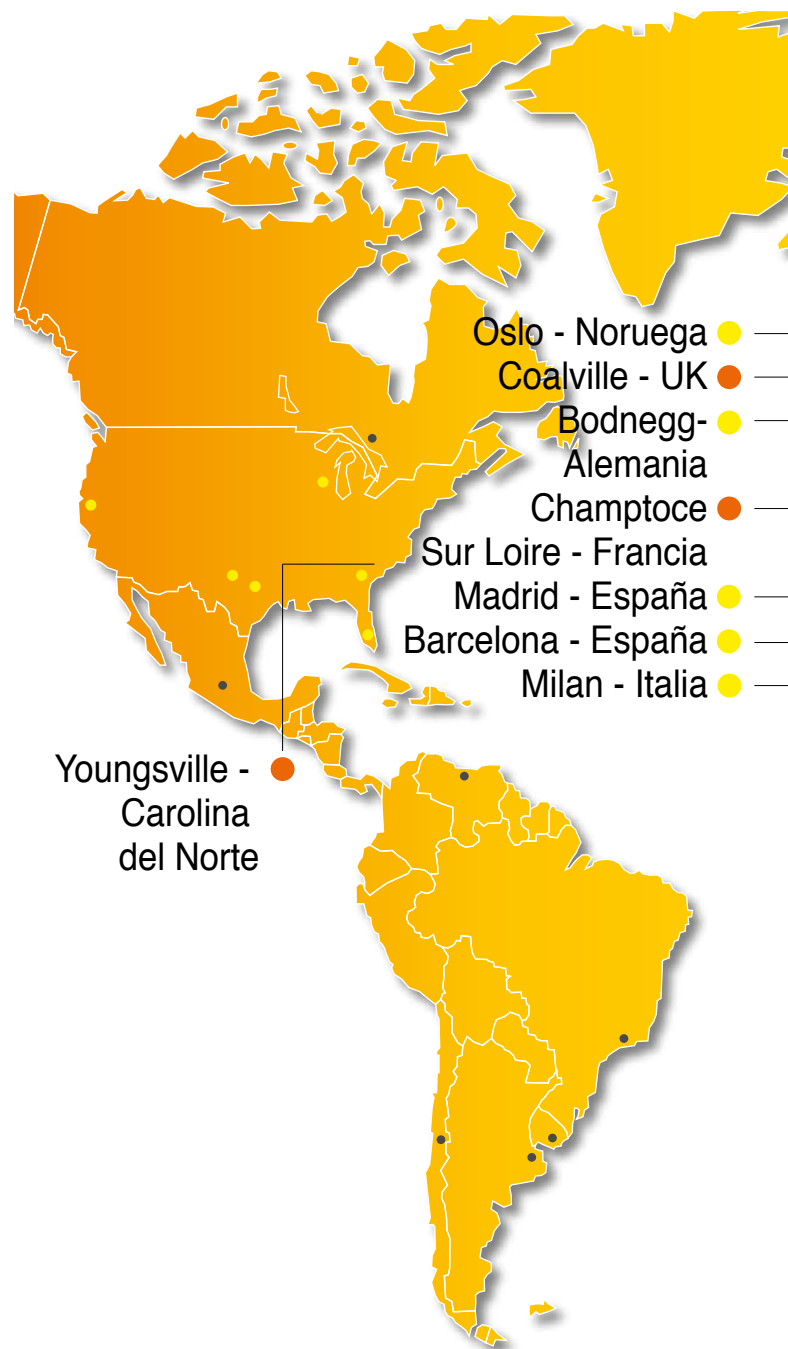 Oslo - Noruega
Coalville - UK
Bodnegg-
Alemania
Champtoce
Sur Loire - Francia
Madrid - España
Barcelona - España
Milan - Italia
Youngsville -
Carolina
del Norte